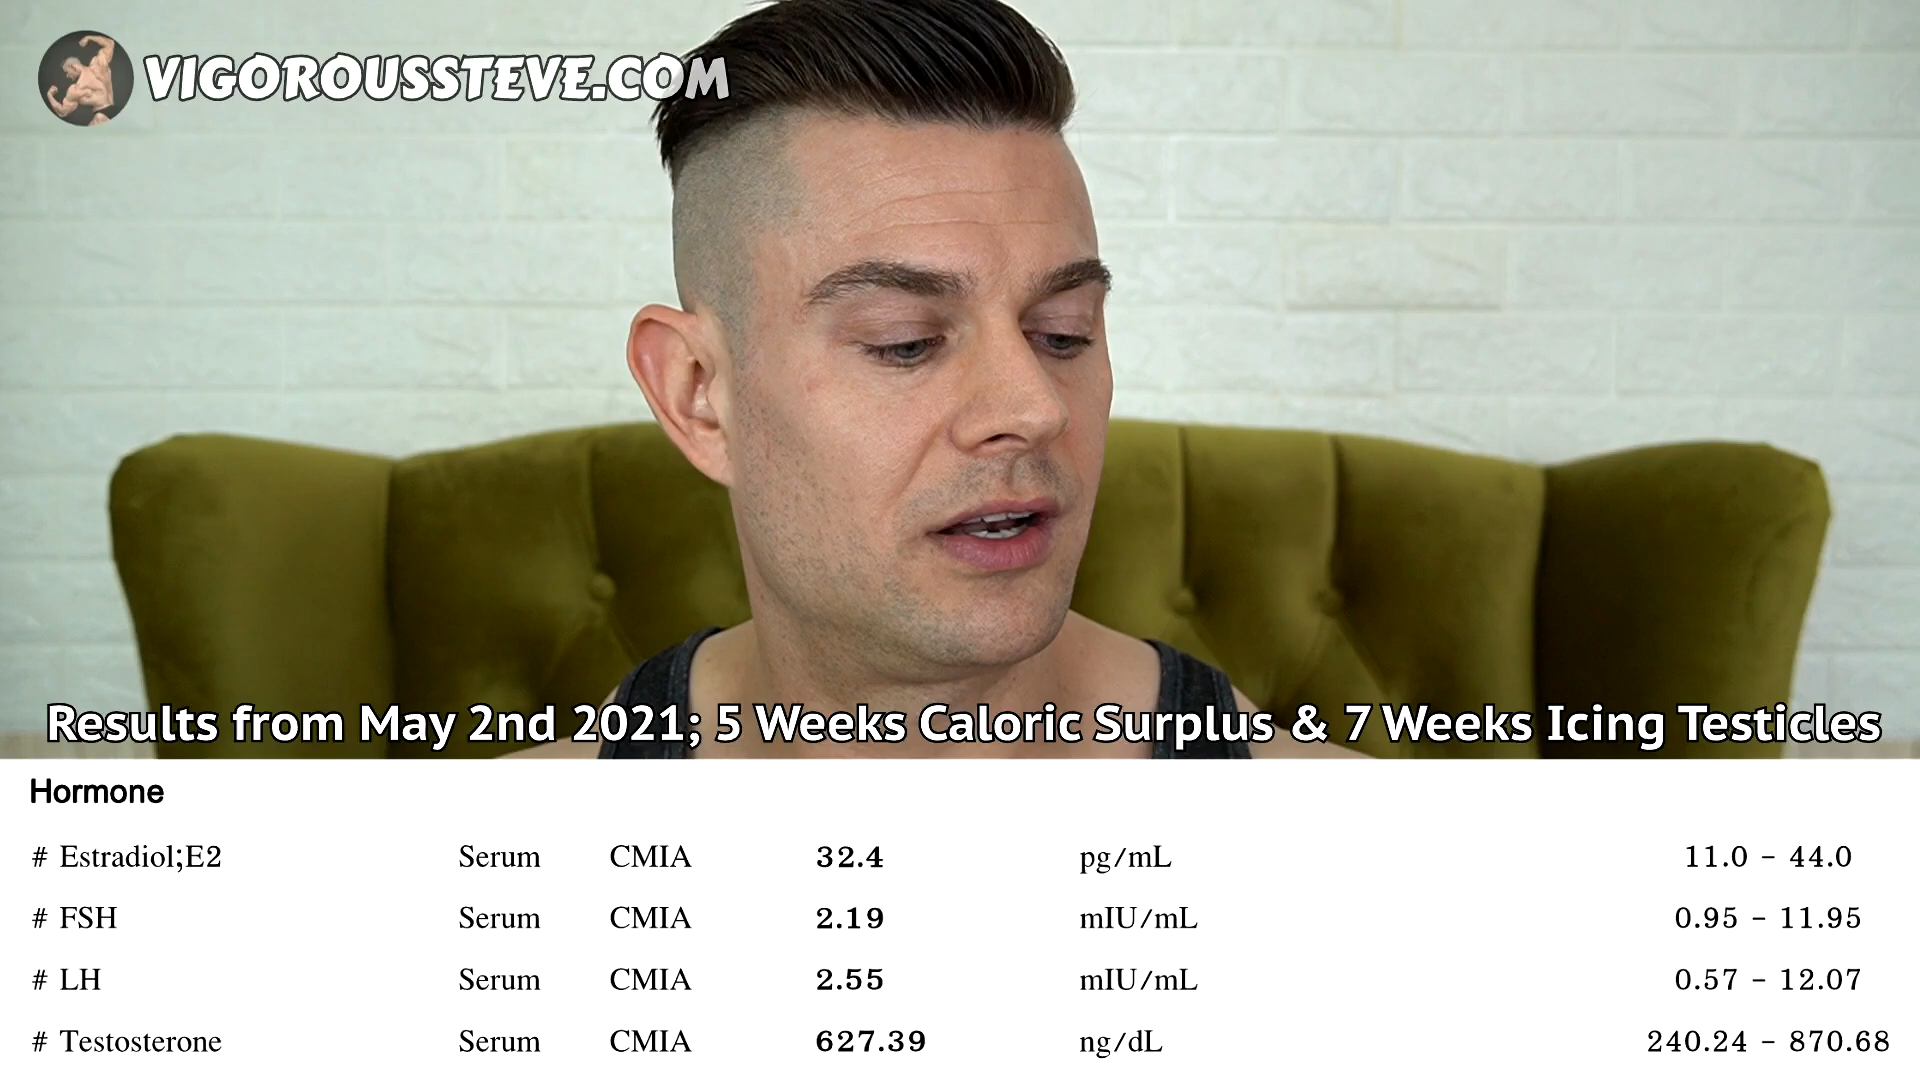 VIGOROUSSTEVE.COM
Results from May 2nd 2021; 5 Weeks Caloric Surplus & 7 Weeks Icing Testicles
Hormone
# Estradiol;E2 Serum CMIA 32.4 pg/mL 11.0 - 44.0
# FSH Serum CMIA 2.19 mIU/mL 0.95 - 11.95
# LH Serum CMIA 2.55 mIU/mL 0.57 - 12.07
# Testosterone Serum CMIA 627.39 ng/dL 240.24 - 870.68